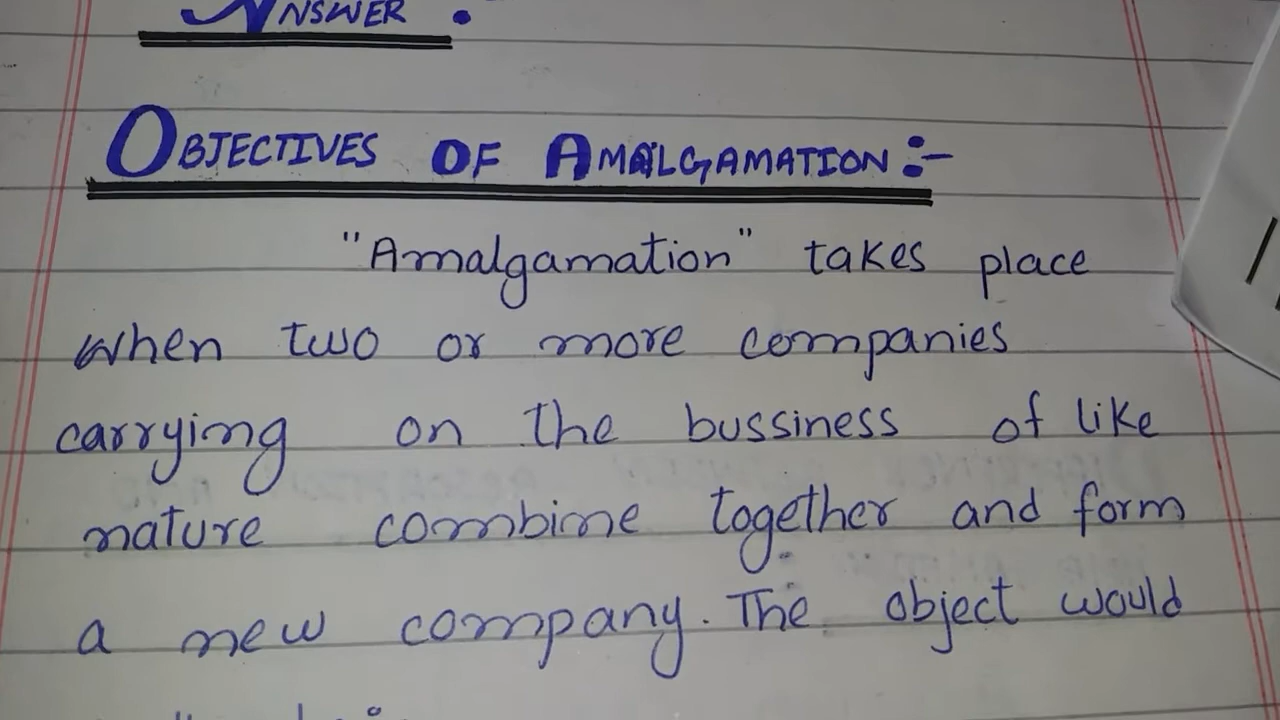 ANSWER :
OBJECTIVES OF AMALGAMATION :-
"Amalgamation" takes place
when two or more companies
carrying on the bussiness of like
nature combine together and form
a new company. The object would